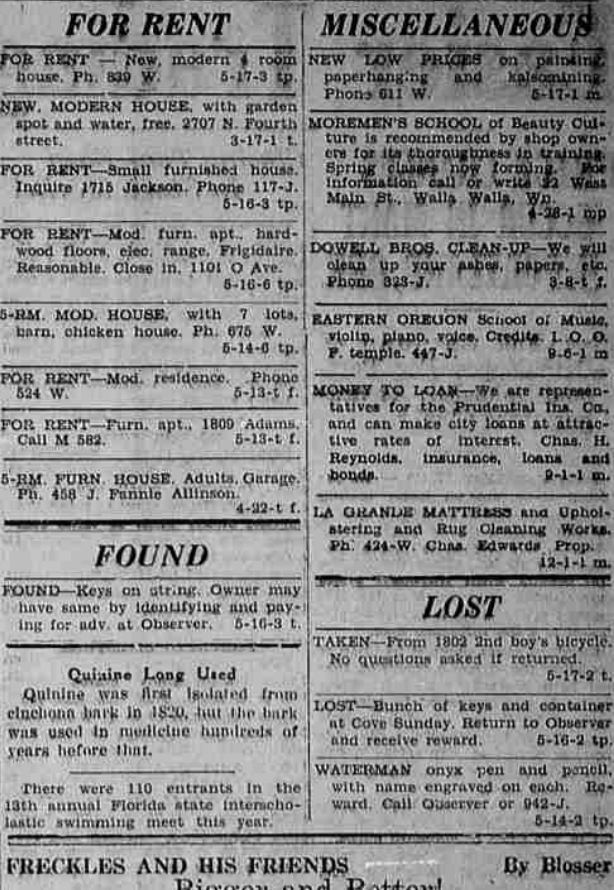 FOR RENT
FOR RENT — New, modern 4 room
house. Ph. 839 W. 5-17-3 tp.
NEW, MODERN HOUSE, with garden
spot and water, free. 2707 N. Fourth
street. 3-17-1 t.
FOR RENT—Small furnished house.
Inquire 1715 Jackson. Phone 117-J.
5-16-3 tp.
FOR RENT—Mod. furn. apt., hard-
wood floors, elec. range, Frigidaire.
Reasonable. Close in, 1101 O Ave.
5-16-6 tp.
5-RM. MOD. HOUSE, with 7 lots,
barn, chicken house. Ph. 675 W.
5-14-6 tp.
FOR RENT—Mod. residence. Phone
524 W. 5-13-t f.
FOR RENT—Furn. apt., 1809 Adams.
Call M 582. 5-13-t f.
5-RM. FURN. HOUSE, Adults, Garage.
Ph. 458 J. Fannie Allinson.
4-22-t f.
FOUND
FOUND—Keys on string. Owner may
have same by identifying and pay-
ing for adv. at Observer. 5-16-3 t.
Quinine Long Used
Quinine was first isolated from
cinchona bark in 1820, but the bark
was used in medicine hundreds of
years before that.
There were 110 entrants in the
13th annual Florida state interscho-
lastic swimming meet this year.
MISCELLANEOUS
NEW LOW PRICES on painting,
paperhanging and kalsomining.
Phone 611 W. 5-17-1 m.
MOREMEN'S SCHOOL of Beauty Cul-
ture is recommended by shop own-
ers for its thoroughness in training.
Spring classes now forming. For
information call or write 22 West
Main St., Walla Walla, Wn.
4-28-1 mp
DOWELL BROS. CLEAN-UP—We will
clean up your ashes, papers, etc.
Phone 323-J. 3-8-t f.
EASTERN OREGON School of Music,
violin, piano, voice, Credits. I. O. O.
F. temple. 447-J. 9-6-1 m
MONEY TO LOAN—We are represen-
tatives for the Prudential Ins. Co.,
and can make city loans at attrac-
tive rates of interest. Chas. H.
Reynolds, insurance, loans and
bonds. 9-1-1 m.
LA GRANDE MATTRESS and Uphol-
stering and Rug Cleaning Works.
Ph. 424-W. Chas. Edwards Prop.
12-1-1 m.
LOST
TAKEN—From 1802 2nd boy's bicycle.
No questions asked if returned.
5-17-2 t.
LOST—Bunch of keys and container
at Cove Sunday. Return to Observer
and receive reward. 5-16-2 tp.
WATERMAN onyx pen and pencil,
with name engraved on each. Re-
ward. Call Observer or 942-J.
5-14-2 tp.
FRECKLES AND HIS FRIENDS By Blosser
Bigger and Better!